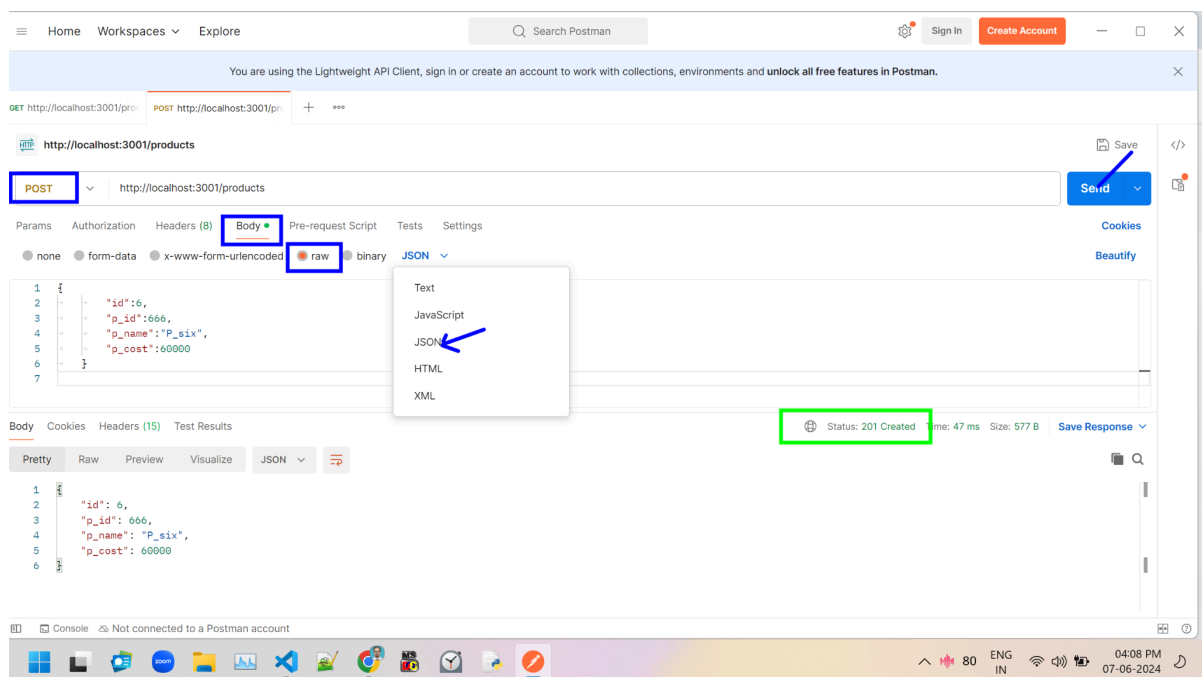 Home Workspaces Explore Search Postman Sign In Create Account
You are using the Lightweight API Client, sign in or create an account to work with collections, environments and unlock all free features in Postman.
GET http://localhost:3001/pro POST http://localhost:3001/pr
HTTP http://localhost:3001/products Save
POST http://localhost:3001/products Send
Params Authorization Headers (8) Body Pre-request Script Tests Settings Cookies
none form-data x-www-form-urlencoded raw binary JSON Beautify
Text
JavaScript
JSON
HTML
XML
1 {
2 "id":6,
3 "p_id":666,
4 "p_name":"P_six",
5 "p_cost":60000
6 }
7
Body Cookies Headers (15) Test Results Status: 201 Created Time: 47 ms Size: 577 B Save Response
Pretty Raw Preview Visualize JSON
1 {
2 "id": 6,
3 "p_id": 666,
4 "p_name": "P_six",
5 "p_cost": 60000
6 }
Console Not connected to a Postman account
zoom 80 ENG 04:08 PM
IN 07-06-2024